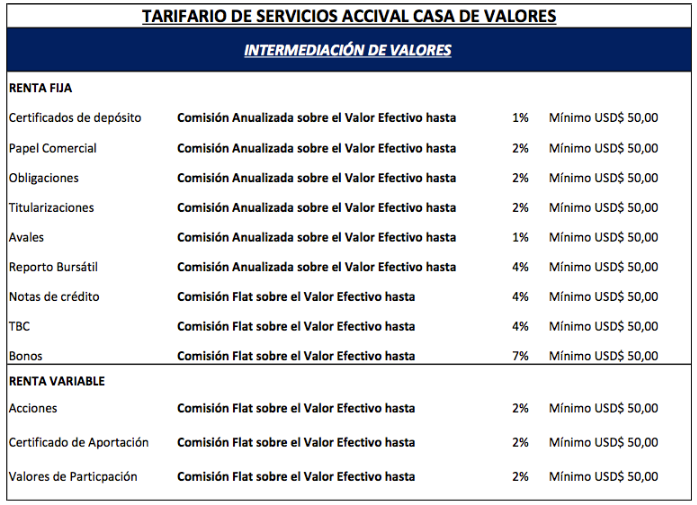 TARIFARIO DE SERVICIOS ACCIVAL CASA DE VALORES
INTERMEDIACIÓN DE VALORES
RENTA FIJA
Certificados de depósito Comisión Anualizada sobre el Valor Efectivo hasta 1% Mínimo USD$ 50,00
Papel Comercial Comisión Anualizada sobre el Valor Efectivo hasta 2% Mínimo USD$ 50,00
Obligaciones Comisión Anualizada sobre el Valor Efectivo hasta 2% Mínimo USD$ 50,00
Titularizaciones Comisión Anualizada sobre el Valor Efectivo hasta 2% Mínimo USD$ 50,00
Avales Comisión Anualizada sobre el Valor Efectivo hasta 1% Mínimo USD$ 50,00
Reporto Bursátil Comisión Anualizada sobre el Valor Efectivo hasta 4% Mínimo USD$ 50,00
Notas de crédito Comisión Flat sobre el Valor Efectivo hasta 4% Mínimo USD$ 50,00
TBC Comisión Flat sobre el Valor Efectivo hasta 4% Mínimo USD$ 50,00
Bonos Comisión Flat sobre el Valor Efectivo hasta 7% Mínimo USD$ 50,00
RENTA VARIABLE
Acciones Comisión Flat sobre el Valor Efectivo hasta 2% Mínimo USD$ 50,00
Certificado de Aportación Comisión Flat sobre el Valor Efectivo hasta 2% Mínimo USD$ 50,00
Valores de Particpación Comisión Flat sobre el Valor Efectivo hasta 2% Mínimo USD$ 50,00